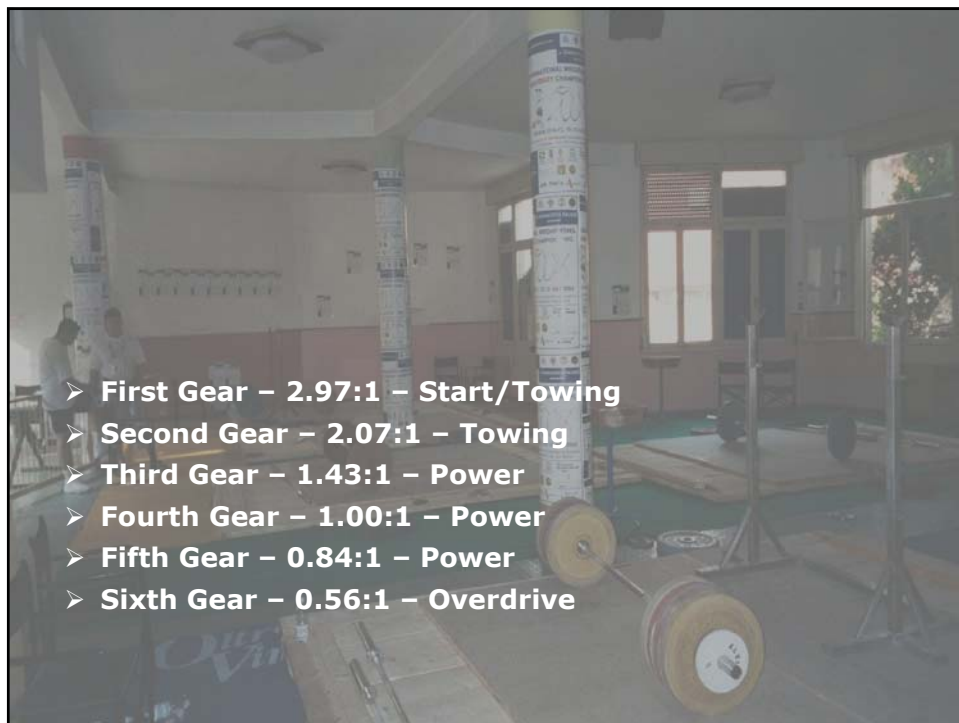 ➢ First Gear – 2.97:1 – Start/Towing
➢ Second Gear – 2.07:1 – Towing
➢ Third Gear – 1.43:1 – Power
➢ Fourth Gear – 1.00:1 – Power
➢ Fifth Gear – 0.84:1 – Power
➢ Sixth Gear – 0.56:1 – Overdrive